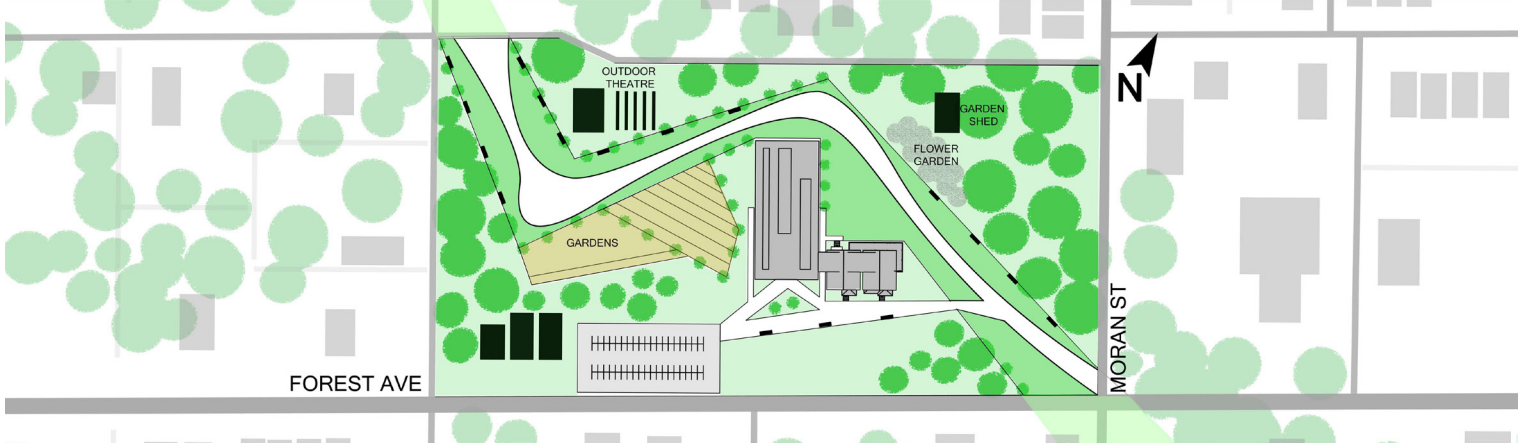 OUTDOOR
THEATRE
GARDEN
SHED
FLOWER
GARDEN
N
GARDENS
FOREST AVE
MORAN ST